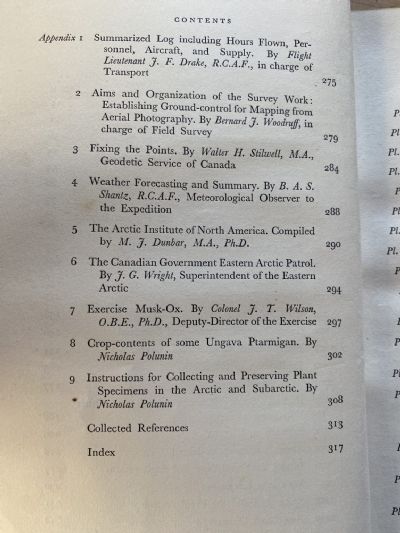 CONTENTS
Appendix 1 Summarized Log including Hours Flown, Per-
sonnel, Aircraft, and Supply. By Flight
Lieutenant J. F. Drake, R.C.A.F., in charge of
Transport 275
2 Aims and Organization of the Survey Work:
Establishing Ground-control for Mapping from
Aerial Photography. By Bernard J. Woodruff, in
charge of Field Survey 279
3 Fixing the Points. By Walter H. Stilwell, M.A.,
Geodetic Service of Canada 284
4 Weather Forecasting and Summary. By B. A. S.
Shantz, R.C.A.F., Meteorological Observer to
the Expedition 288
5 The Arctic Institute of North America. Compiled
by M. J. Dunbar, M.A., Ph.D. 290
6 The Canadian Government Eastern Arctic Patrol.
By J. G. Wright, Superintendent of the Eastern
Arctic 294
7 Exercise Musk-Ox. By Colonel J. T. Wilson,
O.B.E., Ph.D., Deputy-Director of the Exercise 297
8 Crop-contents of some Ungava Ptarmigan. By
Nicholas Polunin 302
9 Instructions for Collecting and Preserving Plant
Specimens in the Arctic and Subarctic. By
Nicholas Polunin 308
Collected References 313
Index 317
P
Pl.
Pl.
Pl.
Pl.
Pl.
Pl.
Pl.